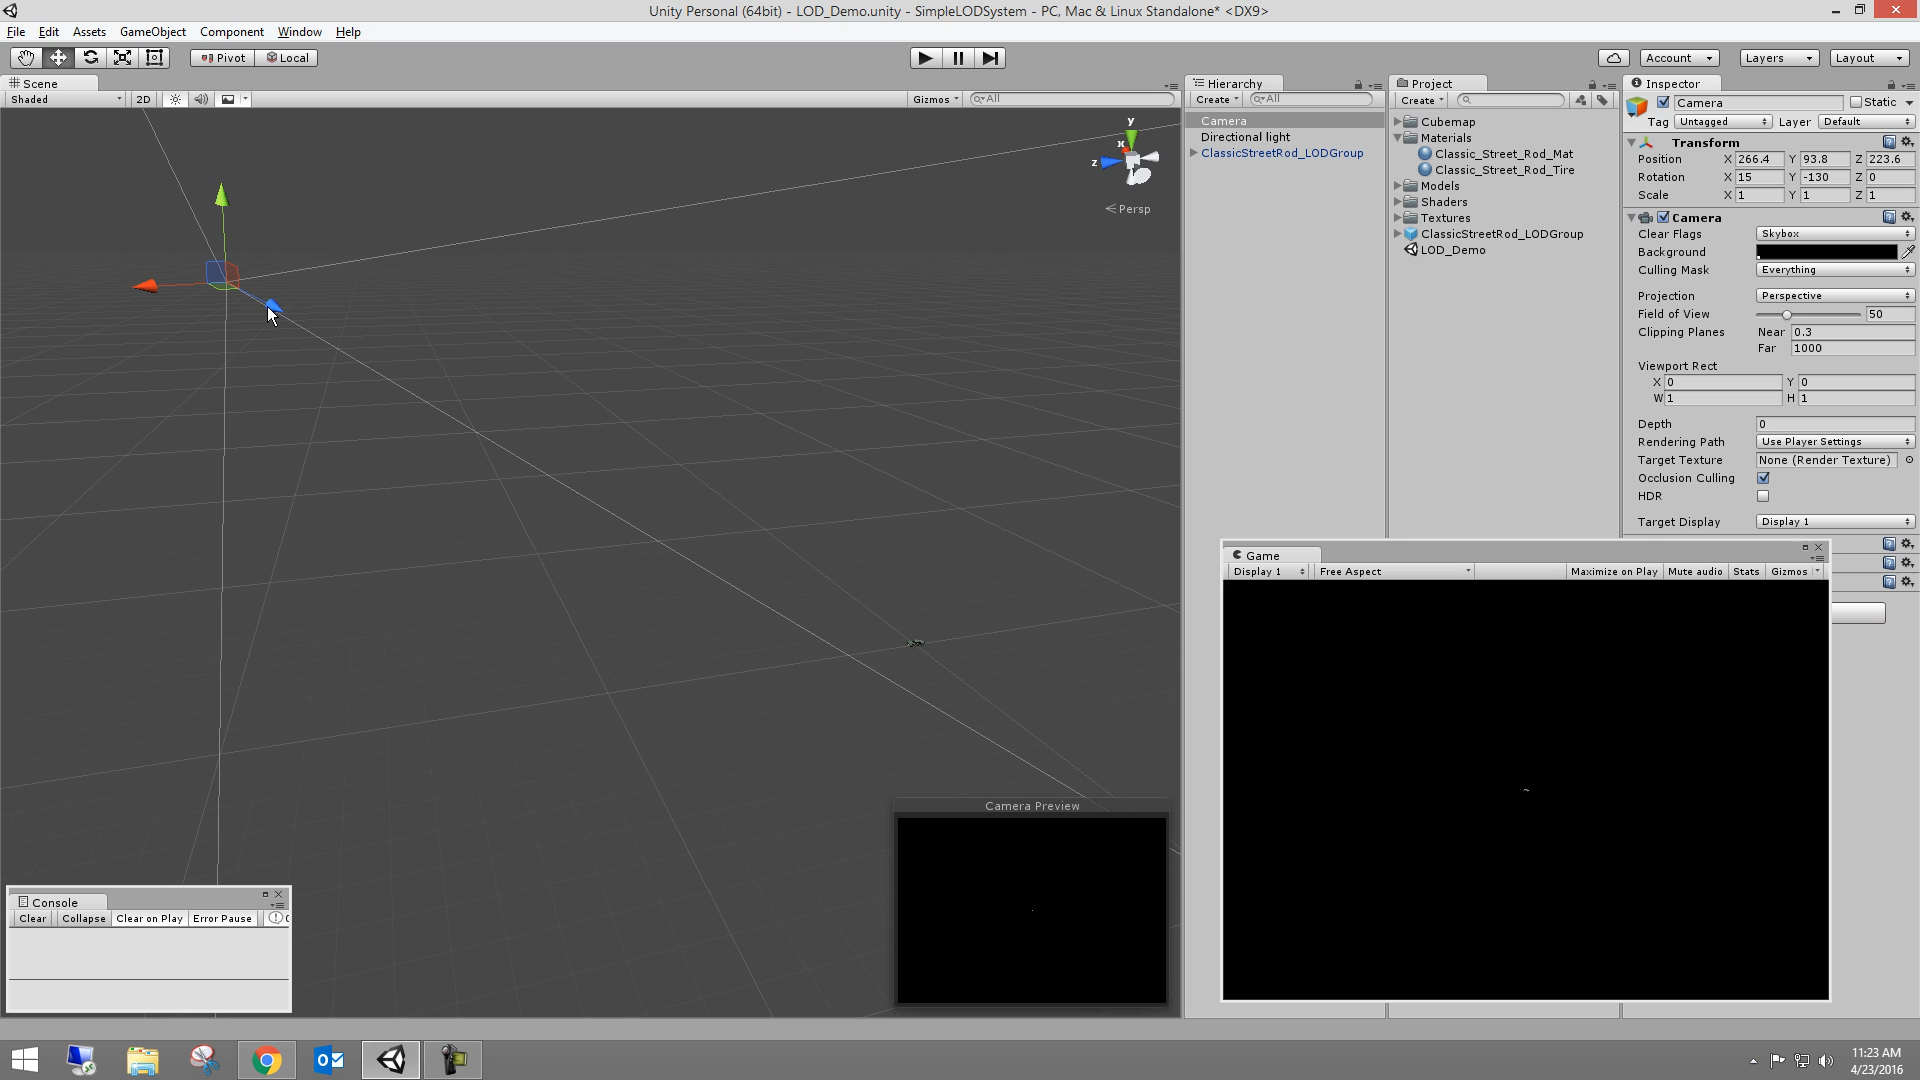 Unity Personal (64bit) - LOD_Demo.unity - SimpleLODSystem - PC, Mac & Linux Standalone* <DX9>
File Edit Assets GameObject Component Window Help
Pivot Local
Account Layers Layout
Scene
Shaded 2D Gizmos All
y
x
z
Persp
Camera Preview
Console
Clear Collapse Clear on Play Error Pause
Hierarchy
Create All
Camera
Directional light
ClassicStreetRod_LODGroup
Project
Create
Cubemap
Materials
Classic_Street_Rod_Mat
Classic_Street_Rod_Tire
Models
Shaders
Textures
ClassicStreetRod_LODGroup
LOD_Demo
Inspector
Camera Static
Tag Untagged Layer Default
Transform
Position X 266.4 Y 93.8 Z 223.6
Rotation X 15 Y -130 Z 0
Scale X 1 Y 1 Z 1
Camera
Clear Flags Skybox
Background
Culling Mask Everything
Projection Perspective
Field of View 50
Clipping Planes Near 0.3
Far 1000
Viewport Rect
X 0 Y 0
W 1 H 1
Depth 0
Rendering Path Use Player Settings
Target Texture None (Render Texture)
Occlusion Culling
HDR
Target Display Display 1
Game
Display 1 Free Aspect Maximize on Play Mute audio Stats Gizmos
11:23 AM
4/23/2016